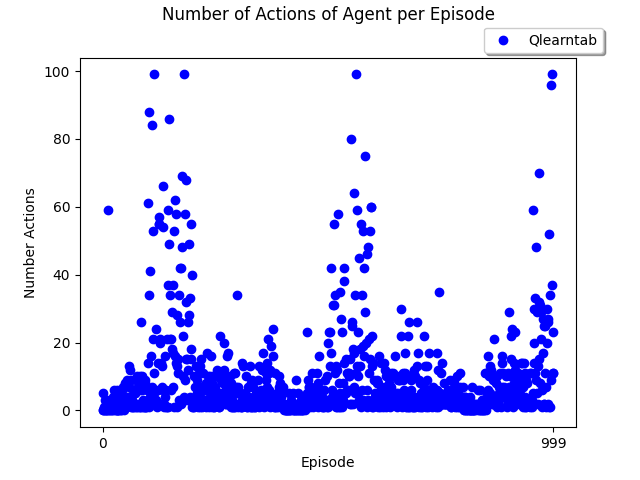 Number of Actions of Agent per Episode
Qlearntab
100
80
60
40
20
0
Number Actions
0 999
Episode